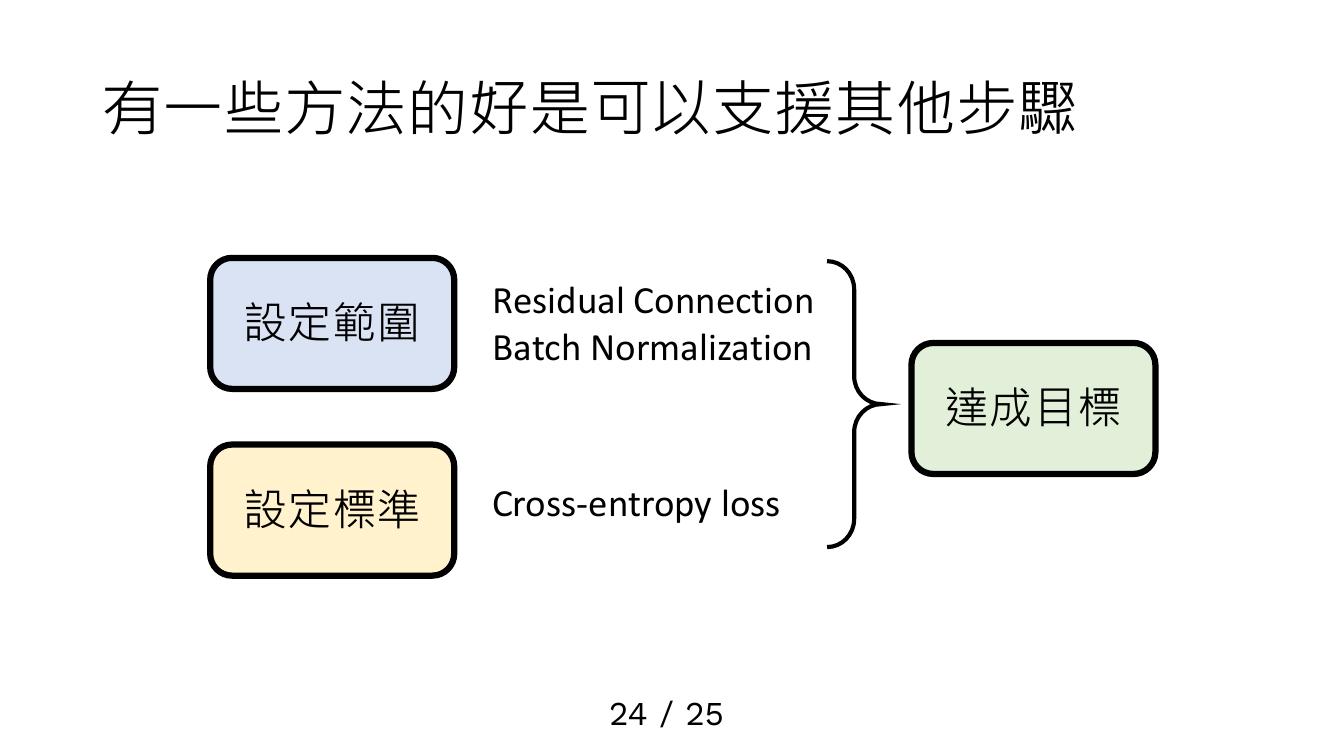 有一些方法的好是可以支援其他步驟
設定範圍
Residual Connection
Batch Normalization
設定標準
Cross-entropy loss
達成目標
24 / 25